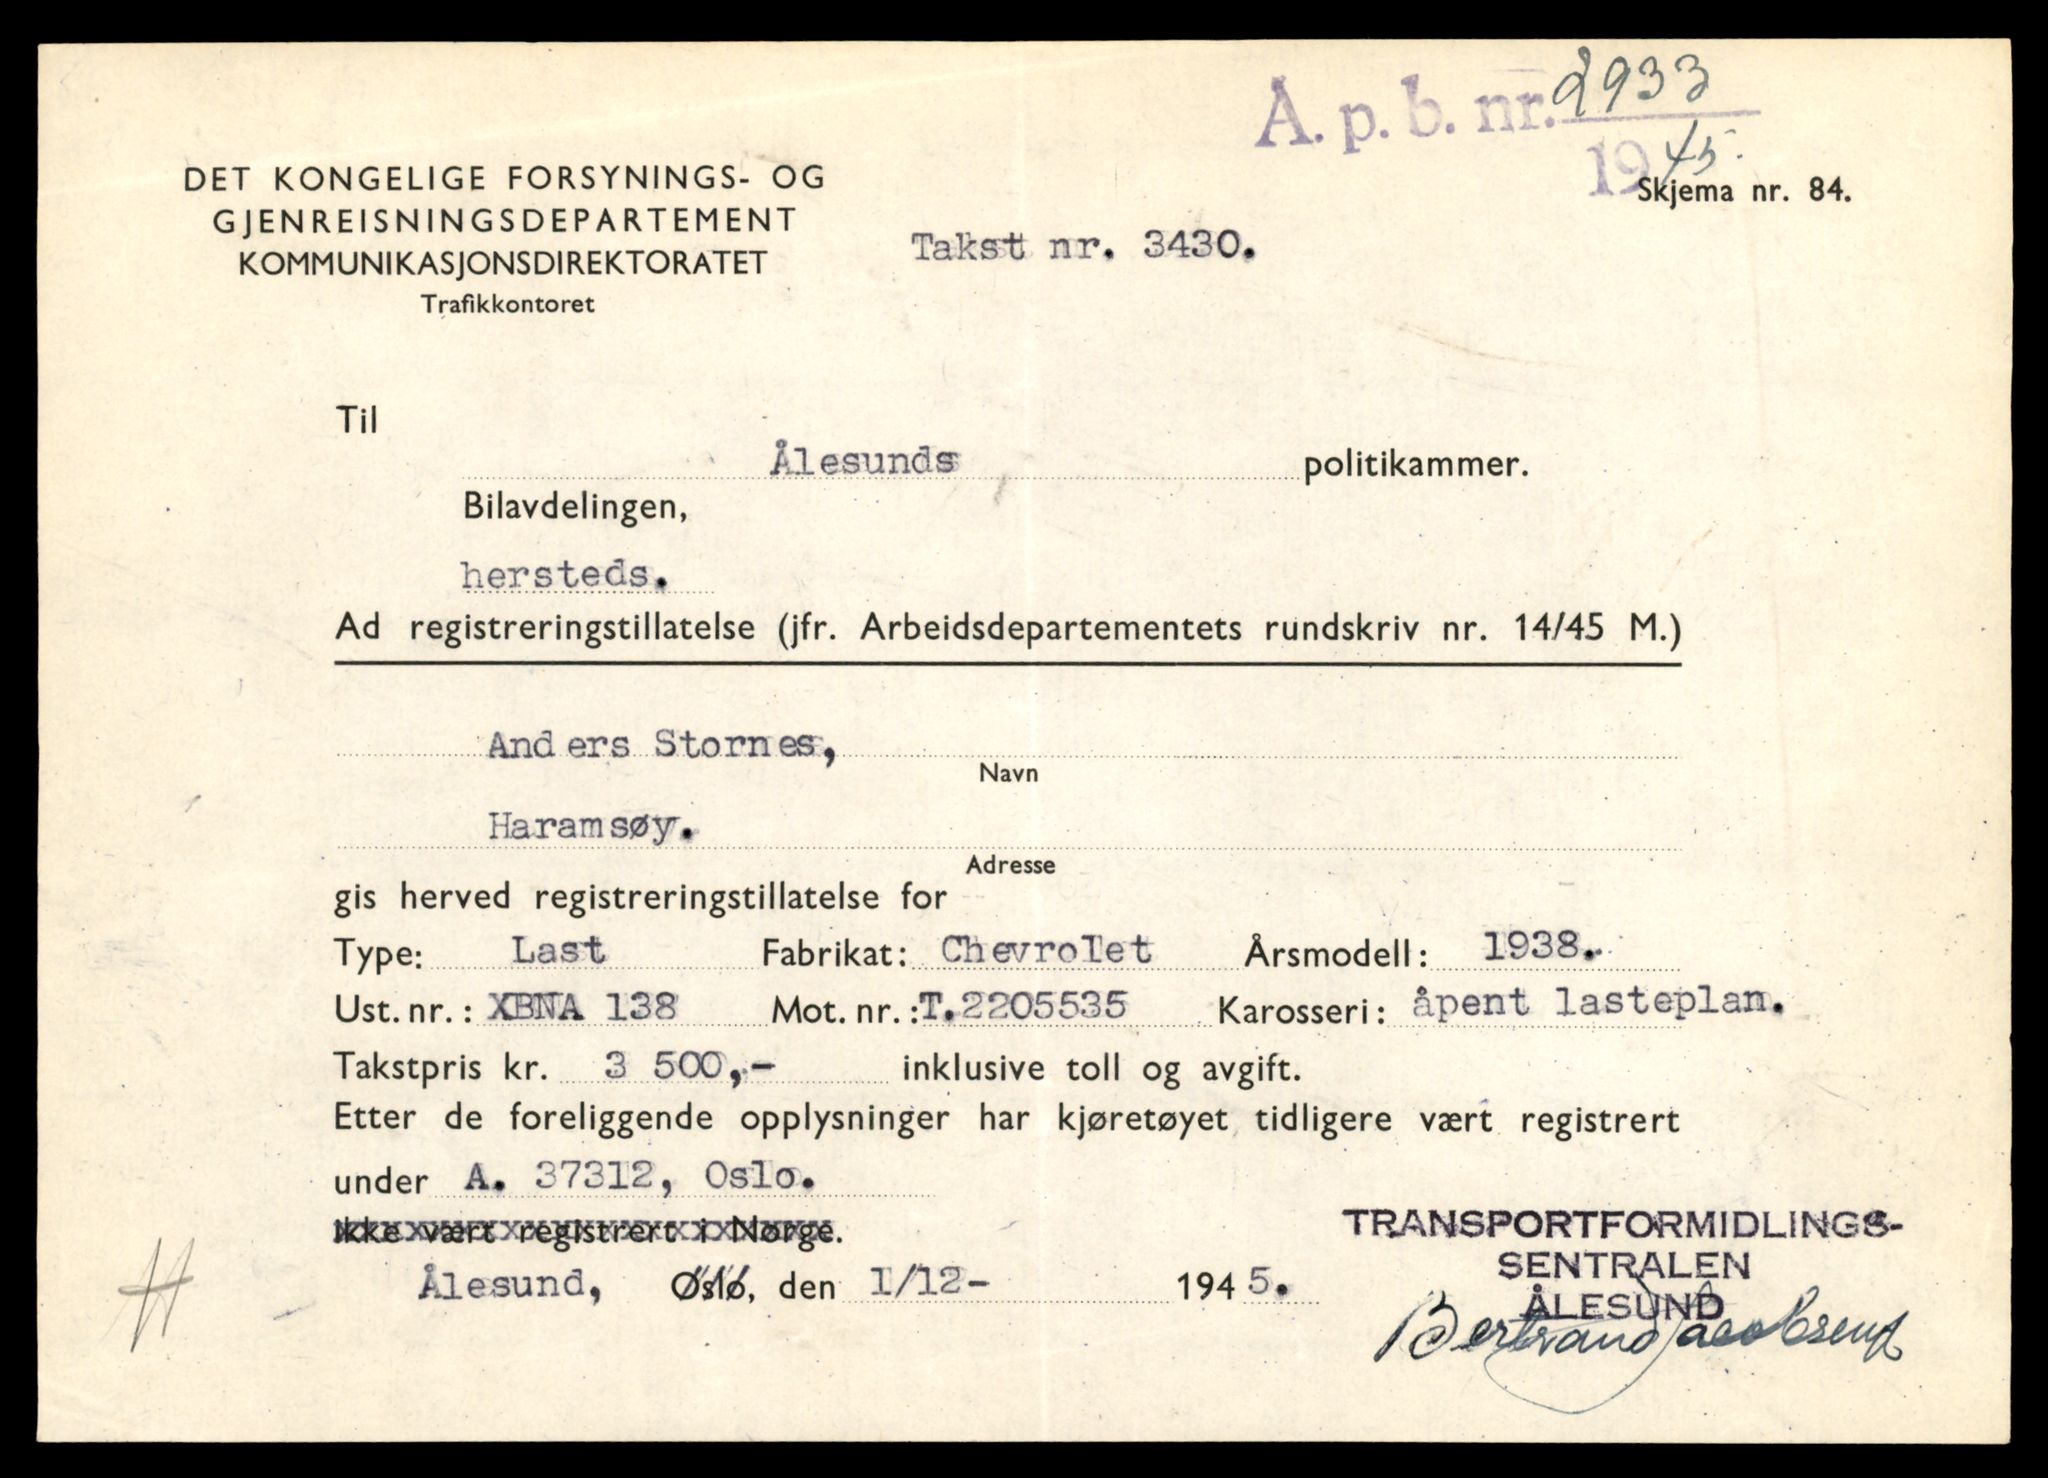 A. p. b. nr. 2933
1945.
Skjema nr. 84.
DET KONGELIGE FORSYNINGS- OG
GJENREISNINGSDEPARTEMENT
KOMMUNIKASJONSDIREKTORATET
Trafikkontoret
Takst nr. 3430.
Til
Ålesunds politikammer.
Bilavdelingen,
hersteds.
Ad registreringstillatelse (jfr. Arbeidsdepartementets rundskriv nr. 14/45 M.)
Anders Stornes,
Navn
Haramsøy.
Adresse
gis herved registreringstillatelse for
Type: Last Fabrikat: Chevrolet Årsmodell: 1938.
Ust. nr.: XBNA 138 Mot. nr.: T.2205535 Karosseri: åpent lasteplan.
Takstpris kr. 3 500,- inklusive toll og avgift.
Etter de foreliggende opplysninger har kjøretøyet tidligere vært registrert
under A. 37312, Oslo.
ikke vært registrert i Norge.
Ålesund, Oslo, den 1/12- 1945.
TRANSPORTFORMIDLINGS-
SENTRALEN
ÅLESUND
Bertrand Jacobsen